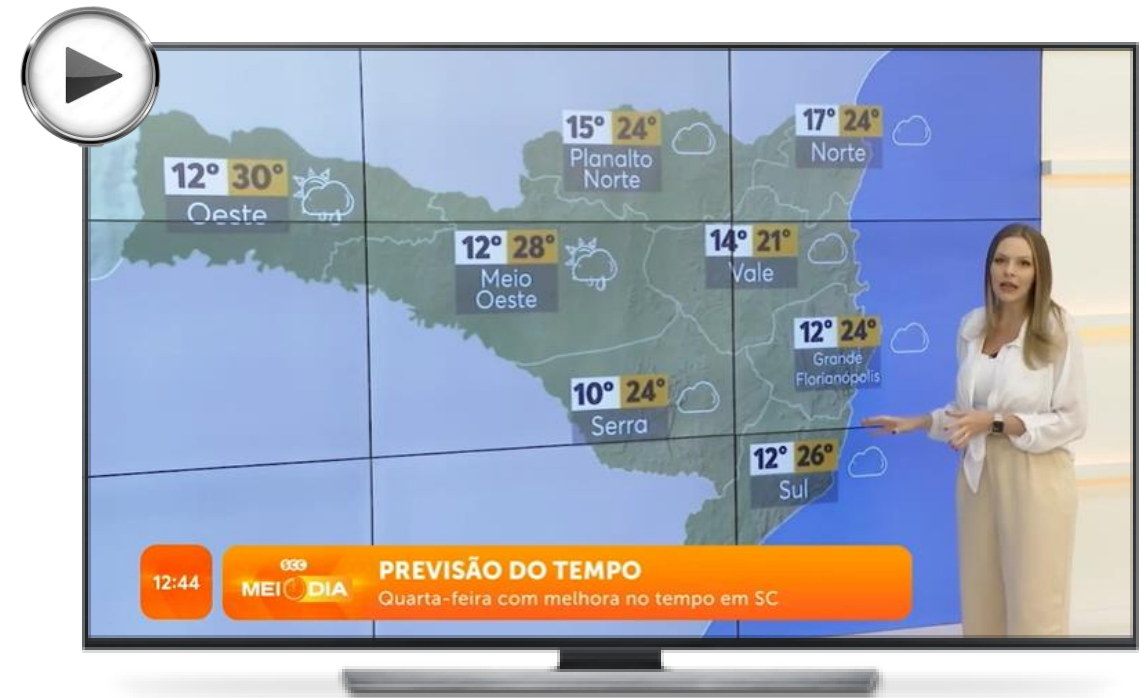 15° 24°
Planalto
Norte
17° 24°
Norte
12° 30°
Oeste
12° 28°
Meio
Oeste
14° 21°
Vale
12° 24°
Grande
Florianópolis
10° 24°
Serra
12° 26°
Sul
12:44
SCC
MEIODIA
PREVISÃO DO TEMPO
Quarta-feira com melhora no tempo em SC